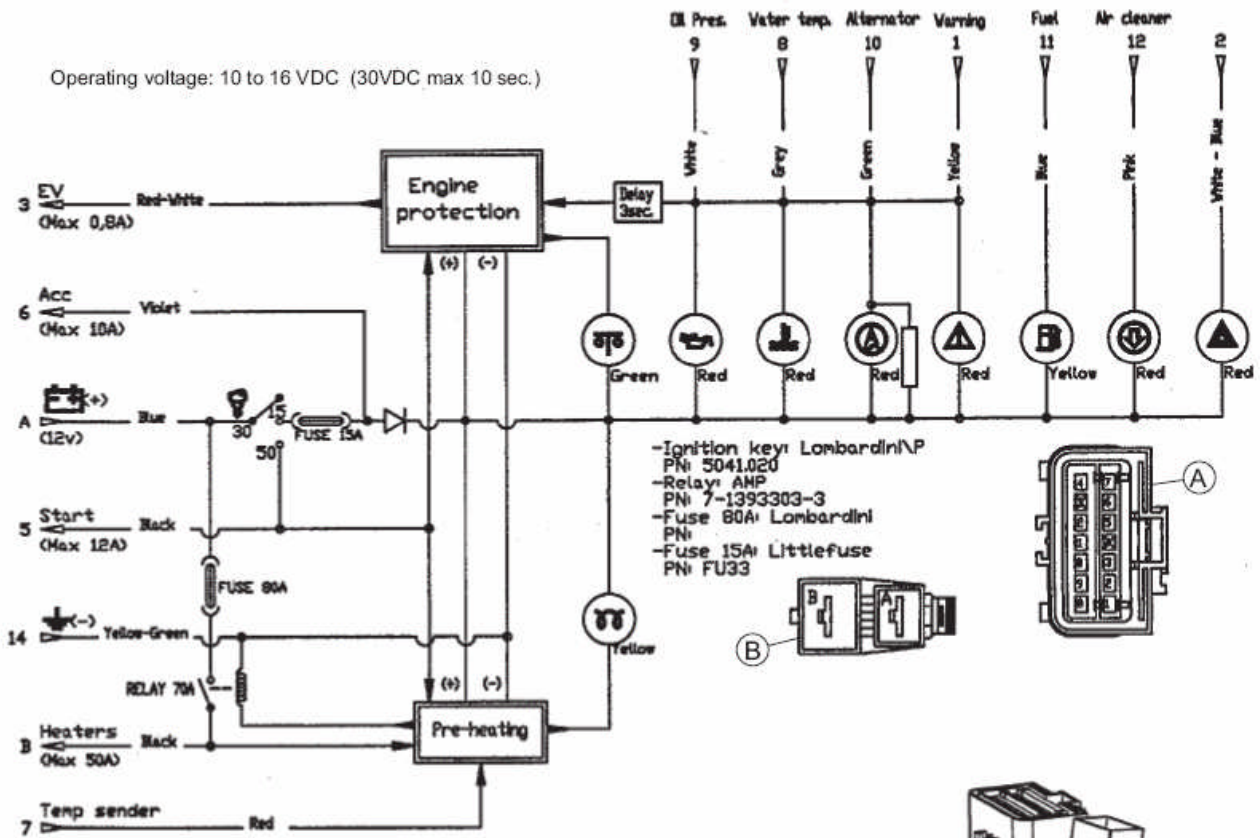 Oil Pres. Water temp. Alternator Warning Fuel Air cleaner
9 8 10 1 11 12 2
Operating voltage: 10 to 16 VDC (30VDC max 10 sec.)
White Grey Green Yellow Blue Pink White - Blue
3 EV Red-White
(Max 0,8A)
Engine
protection
Delay
3sec.
(+) (-)
6 Acc Violet
(Max 10A)
Green Red Red Red Red Yellow Red Red
A (+) Blue
(12v)
30 15 50
FUSE 15A
-Ignition key: Lombardini\P
PN: 5041.020
-Relay: AMP
PN: 7-1393303-3
-Fuse 80A: Lombardini
PN:
-Fuse 15A: Littlefuse
PN: FU33
A
5 Start Black
(Max 12A)
FUSE 80A
B A
B
14 (-) Yellow-Green
Yellow
RELAY 70A
(+) (-)
Pre-heating
B Heaters Black
(Max 50A)
7 Temp sender Red